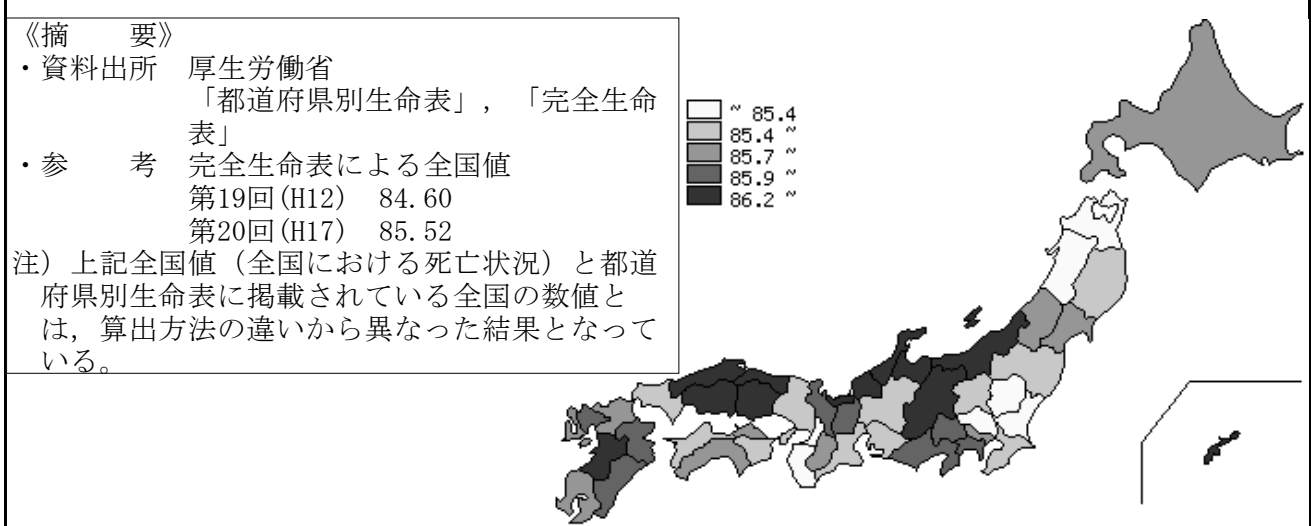 《摘　　要》
・資料出所　厚生労働省
「都道府県別生命表」，「完全生命
表」
・参　　考　完全生命表による全国値
第19回(H12)　84.60
第20回(H17)　85.52
注）上記全国値（全国における死亡状況）と都道
府県別生命表に掲載されている全国の数値と
は，算出方法の違いから異なった結果となって
いる。
~ 85.4
85.4 ~
85.7 ~
85.9 ~
86.2 ~